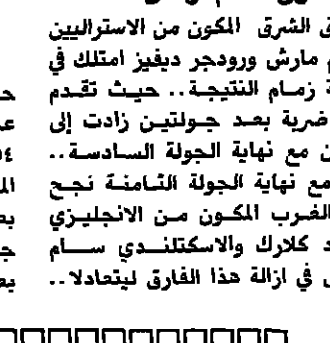 ق الشرق المكون من الاستراليين
م مارش ورودجر ديفيز امتلك في
ة زمام النتيجة.. حيث تقدم
ضربة بعد جولتين زادت إلى
ن مع نهاية الجولة السادسة..
مع نهاية الجولة الثامنة نجح
الغرب المكون من الانجليزي
د كلارك والاسكتلندي سام
ن في ازالة هذا الفارق ليتعادلا..